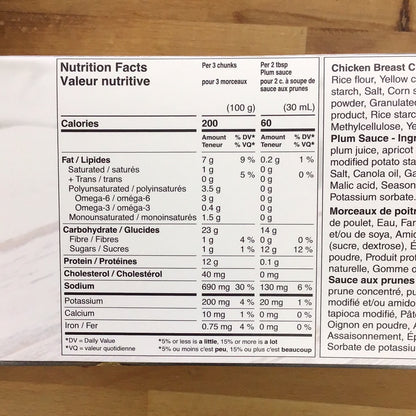 Nutrition Facts
Valeur nutritive
Per 3 chunks
pour 3 morceaux
(100 g)
Per 2 tbsp
Plum sauce
pour 2 c. à soupe de
sauce aux prunes
(30 mL)
Calories 200 60
Amount Teneur % DV* % VQ* Amount Teneur % DV* % VQ*
Fat / Lipides 7 g 9 % 0.2 g 1 %
Saturated / saturés 1 g 0 g
+ Trans / trans 0 g 5 % 0 g 0 %
Polyunsaturated / polyinsaturés 3.5 g 0 g
Omega-6 / oméga-6 3 g 0 g
Omega-3 / oméga-3 0.4 g 0 g
Monounsaturated / monoinsaturés 1.5 g 0 g
Carbohydrate / Glucides 23 g 14 g
Fibre / Fibres 1 g 4 % 0 g 0 %
Sugars / Sucres 1 g 1 % 12 g 12 %
Protein / Protéines 12 g 0.1 g
Cholesterol / Cholestérol 40 mg 0 mg
Sodium 690 mg 30 % 130 mg 6 %
Potassium 200 mg 4 % 20 mg 1 %
Calcium 10 mg 1 % 0 mg 0 %
Iron / Fer 0.75 mg 4 % 0 mg 0 %
*DV = Daily Value *5% or less is a little, 15% or more is a lot
*VQ = valeur quotidienne *5% ou moins c'est peu, 15% ou plus c'est beaucoup
Chicken Breast C
Rice flour, Yellow c
starch, Salt, Corn s
powder, Granulated
product, Rice starc
Methylcellulose, Ye
Plum Sauce - Ingr
plum juice, apricot
modified potato sta
Salt, Canola oil, Ga
Malic acid, Season
Potassium sorbate.
Morceaux de poitr
de poulet, Eau, Fari
et/ou de soya, Amid
(sucre, dextrose), É
poudre, Produit prot
naturelle, Gomme d
Sauce aux prunes
prune concentré, pu
modifié et/ou amido
tapioca modifié, Pât
Oignon en poudre, A
Assaisonnement, Ép
Sorbate de potassiu